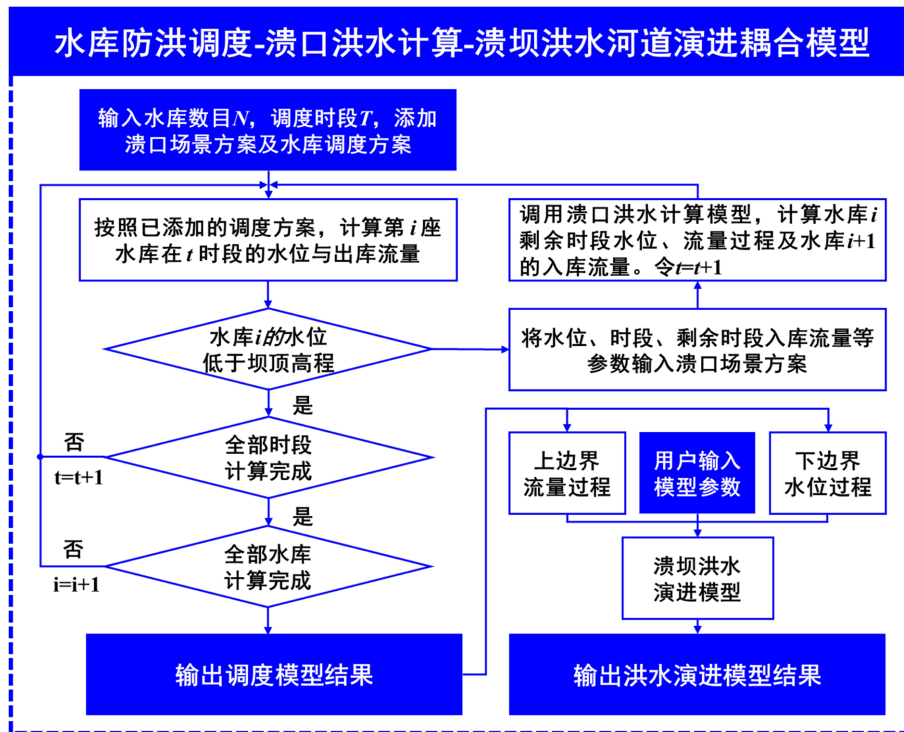 水库防洪调度-溃口洪水计算-溃坝洪水河道演进耦合模型
输入水库数目N，调度时段T，添加
溃口场景方案及水库调度方案
按照已添加的调度方案，计算第 i 座
水库在 t 时段的水位与出库流量
调用溃口洪水计算模型，计算水库i
剩余时段水位、流量过程及水库i+1
的入库流量。令t=t+1
水库i的水位
低于坝顶高程
将水位、时段、剩余时段入库流量等
参数输入溃口场景方案
是
否
t=t+1
全部时段
计算完成
上边界
流量过程
用户输入
模型参数
下边界
水位过程
是
否
i=i+1
全部水库
计算完成
溃坝洪水
演进模型
输出调度模型结果
输出洪水演进模型结果